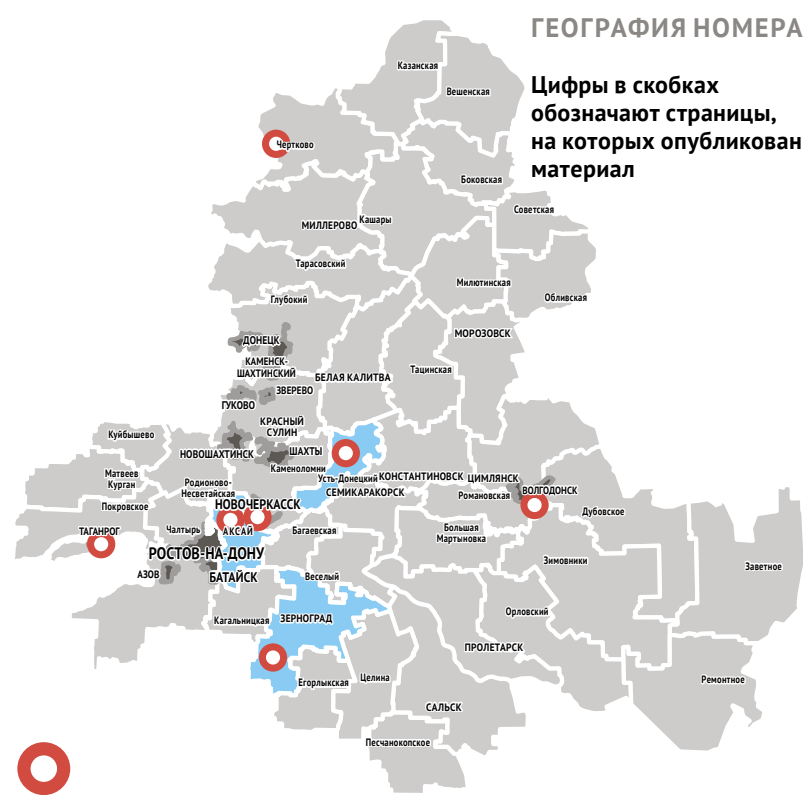 ГЕОГРАФИЯ НОМЕРА
Цифры в скобках
обозначают страницы,
на которых опубликован
материал
Казанская
Вешенская
Чертково
Боковская
Советская
Кашары
МИЛЛЕРОВО
Тарасовский
Милютинская
Обливская
Глубокий
МОРОЗОВСК
ДОНЕЦК
КАМЕНСК-
ШАХТИНСКИЙ
Тацинская
БЕЛАЯ КАЛИТВА
ЗВЕРЕВО
ГУКОВО
КРАСНЫЙ
СУЛИН
Куйбышево
НОВОШАХТИНСК
ШАХТЫ
Каменоломни
Матвеев
Курган
Усть-Донецкий
КОНСТАНТИНОВСК
ЦИМЛЯНСК
Родионово-
Несветайская
СЕМИКАРАКОРСК
Романовская
ВОЛГОДОНСК
Покровское
НОВОЧЕРКАССК
Дубовское
ТАГАНРОГ
Чалтырь
АКСАЙ
Багаевская
Большая
Мартыновка
РОСТОВ-НА-ДОНУ
Зимовники
Заветное
АЗОВ
БАТАЙСК
Веселый
Кагальницкая
ЗЕРНОГРАД
Орловский
ПРОЛЕТАРСК
Егорлыкская
Целина
Ремонтное
САЛЬСК
Песчанокопское